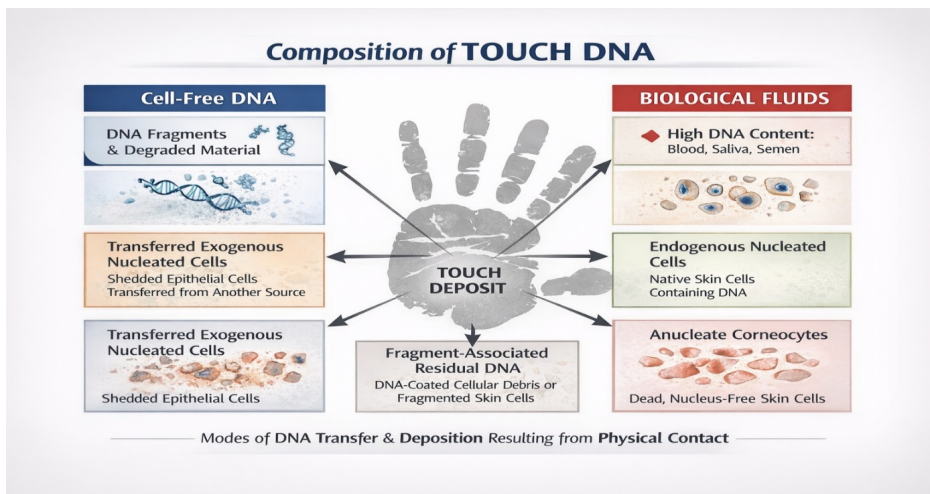 Composition of TOUCH DNA
Cell-Free DNA
DNA Fragments
& Degraded Material
Transferred Exogenous
Nucleated Cells
Shedded Epithelial Cells
Transferred from Another Source
Transferred Exogenous
Nucleated Cells
Shedded Epithelial Cells
TOUCH
DEPOSIT
Fragment-Associated
Residual DNA
DNA-Coated Cellular Debris or
Fragmented Skin Cells
BIOLOGICAL FLUIDS
High DNA Content:
Blood, Saliva, Semen
Endogenous Nucleated
Cells
Native Skin Cells
Containing DNA
Anucleate Corneocytes
Dead, Nucleus-Free Skin Cells
Modes of DNA Transfer & Deposition Resulting from Physical Contact